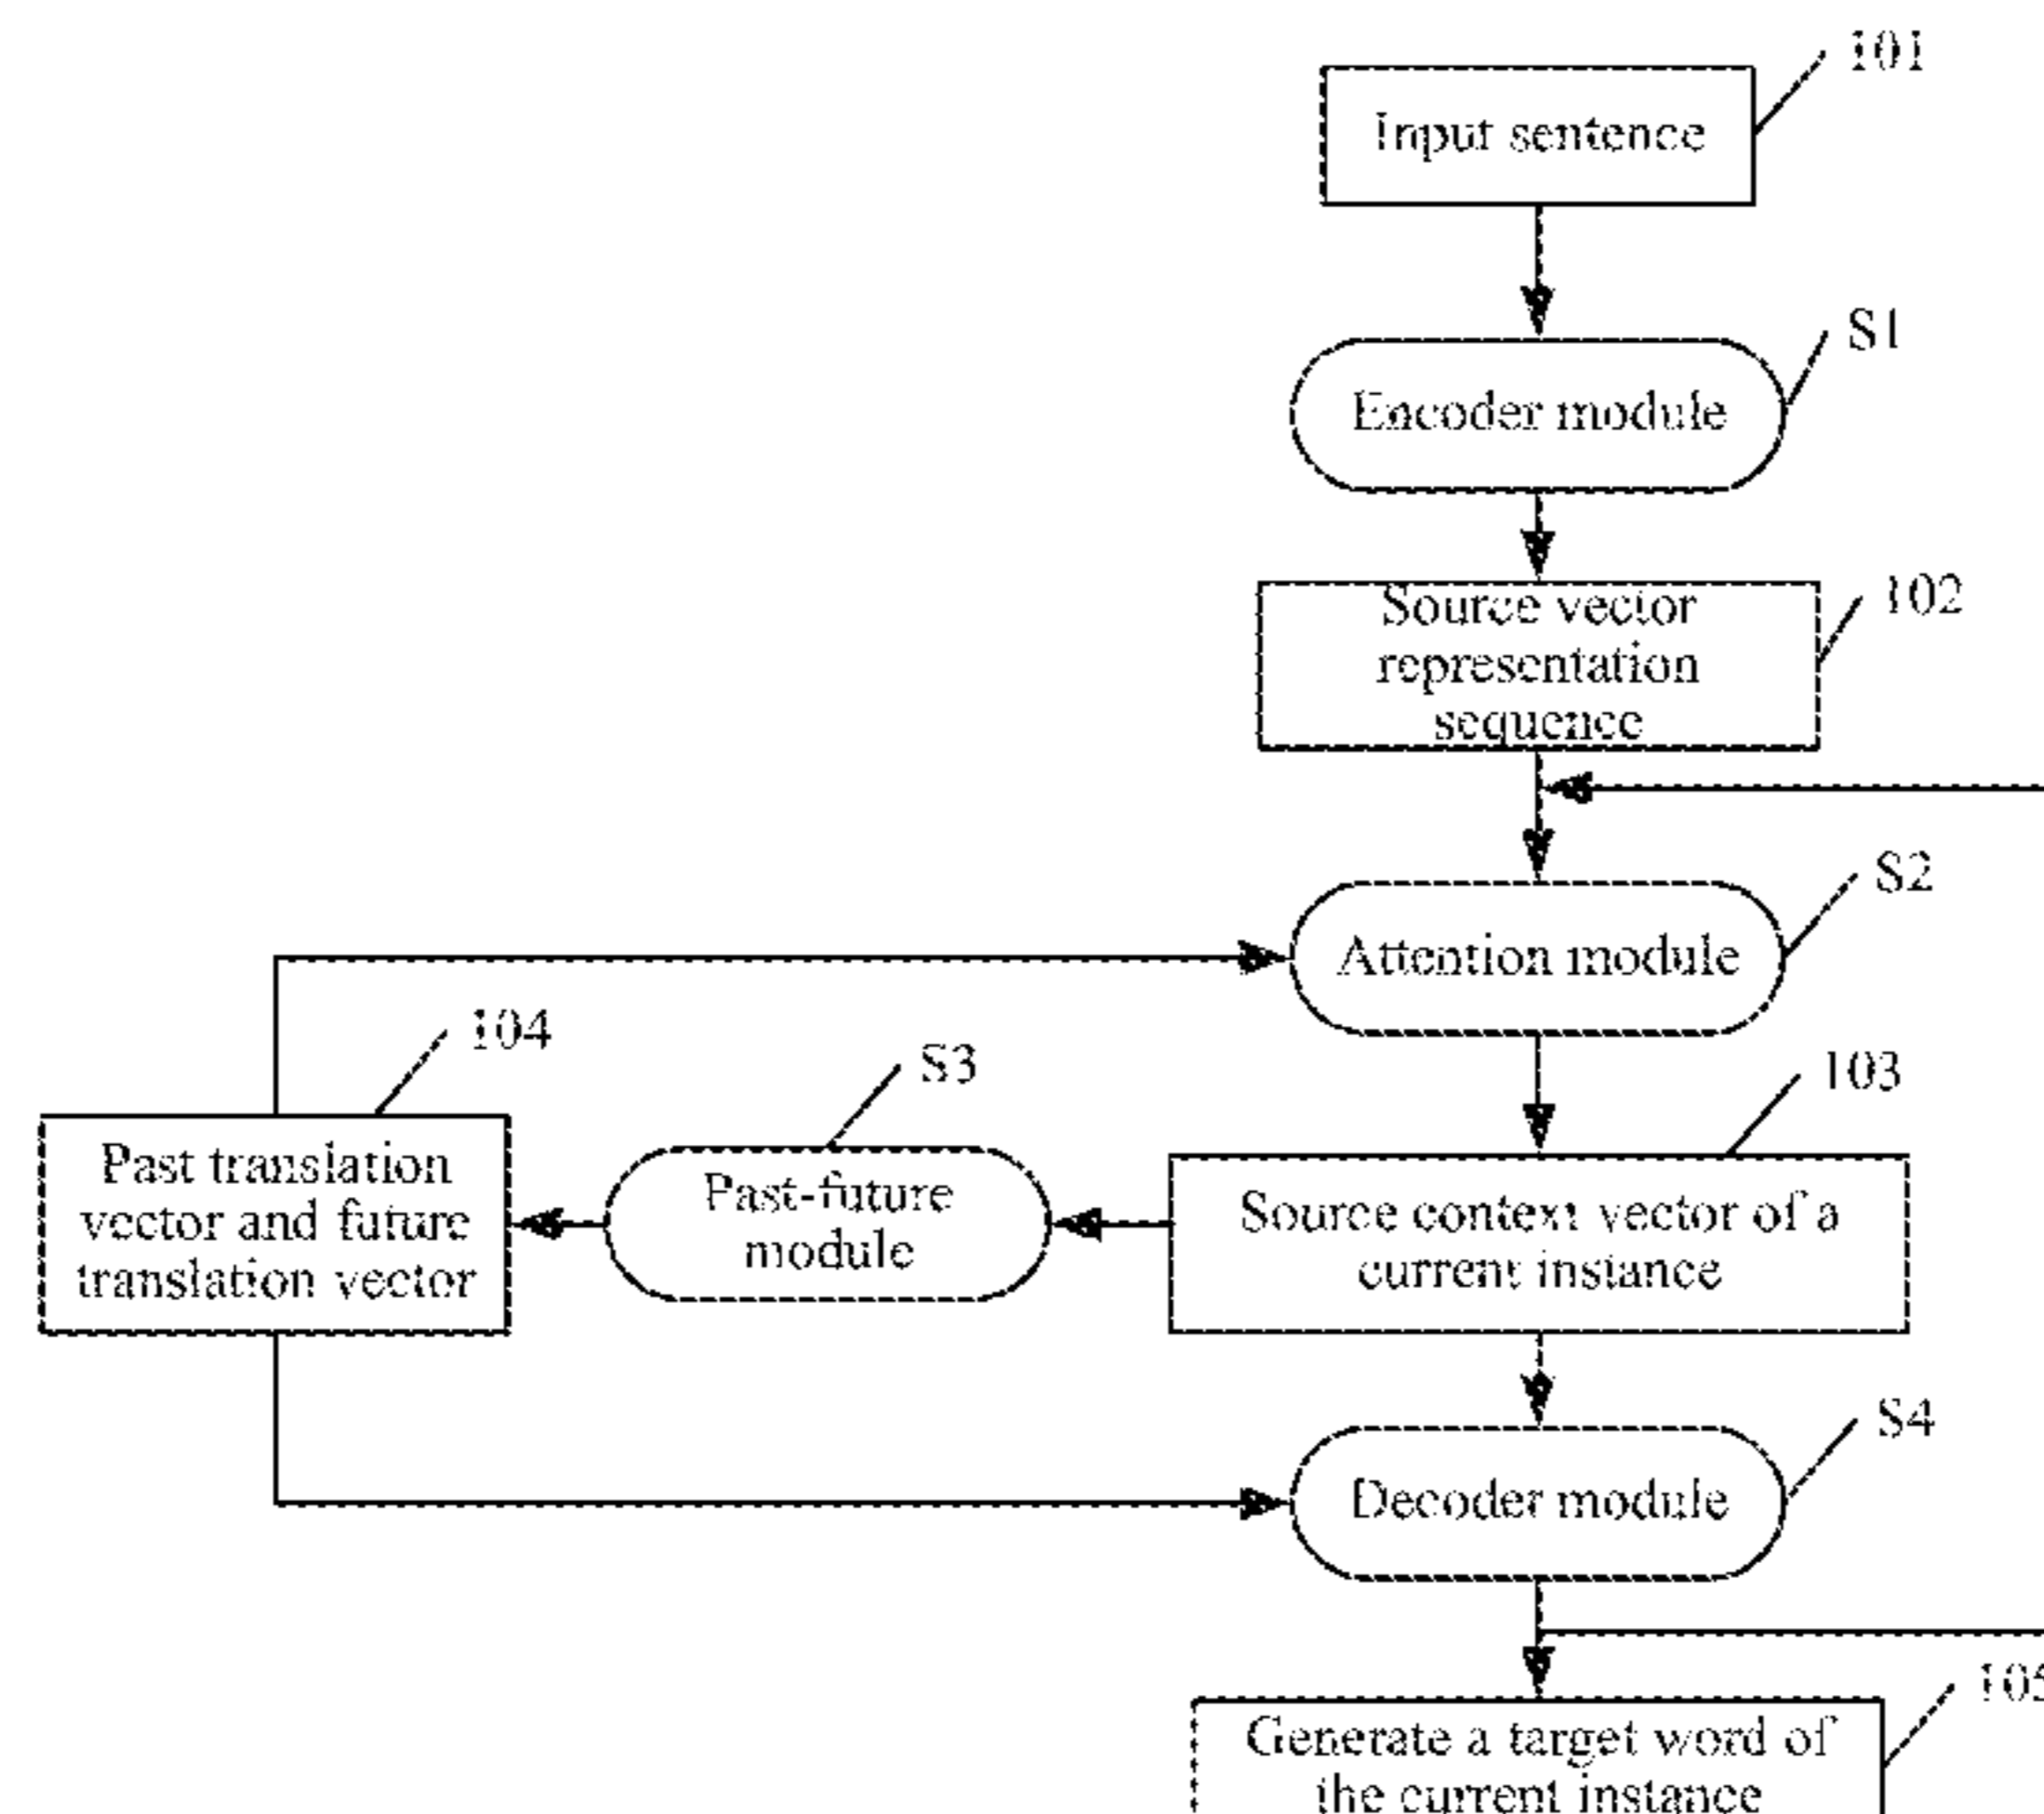 101
Input sentence
S1
Encoder module
102
Source vector
representation
sequence
S2
Attention module
104
S3
103
Past translation
vector and future
translation vector
Past-future
module
Source context vector of a
current instance
S4
Decoder module
105
Generate a target word of
the current instance